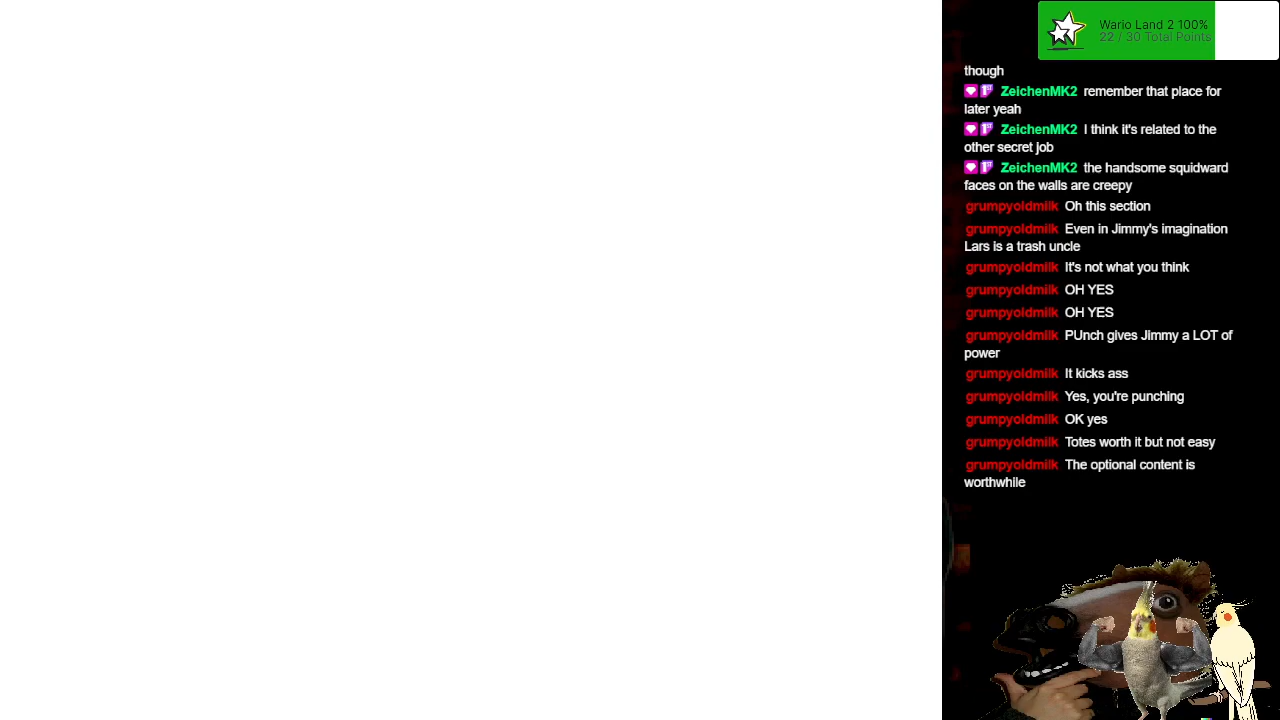 Wario Land 2 100%
22 / 30 Total Points
though
ZeichenMK2 remember that place for
later yeah
ZeichenMK2 I think it's related to the
other secret job
ZeichenMK2 the handsome squidward
faces on the walls are creepy
grumpyoldmilk Oh this section
grumpyoldmilk Even in Jimmy's imagination
Lars is a trash uncle
grumpyoldmilk It's not what you think
grumpyoldmilk OH YES
grumpyoldmilk OH YES
grumpyoldmilk PUnch gives Jimmy a LOT of
power
grumpyoldmilk It kicks ass
grumpyoldmilk Yes, you're punching
grumpyoldmilk OK yes
grumpyoldmilk Totes worth it but not easy
grumpyoldmilk The optional content is
worthwhile